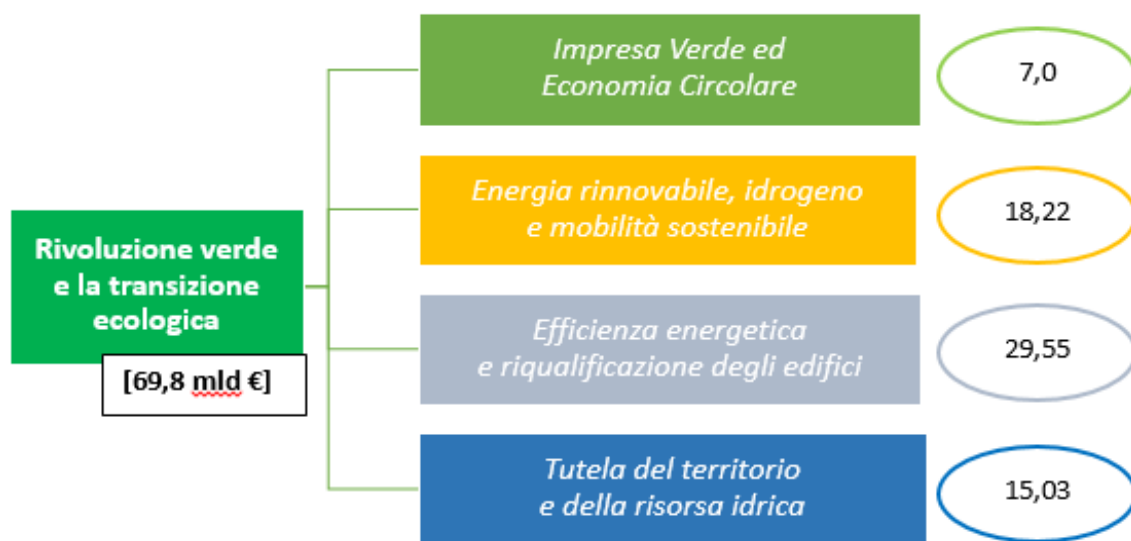 Impresa Verde ed
Economia Circolare
7,0
Energia rinnovabile, idrogeno
e mobilità sostenibile
18,22
Rivoluzione verde
e la transizione
ecologica
[69,8 mld €]
Efficienza energetica
e riqualificazione degli edifici
29,55
Tutela del territorio
e della risorsa idrica
15,03